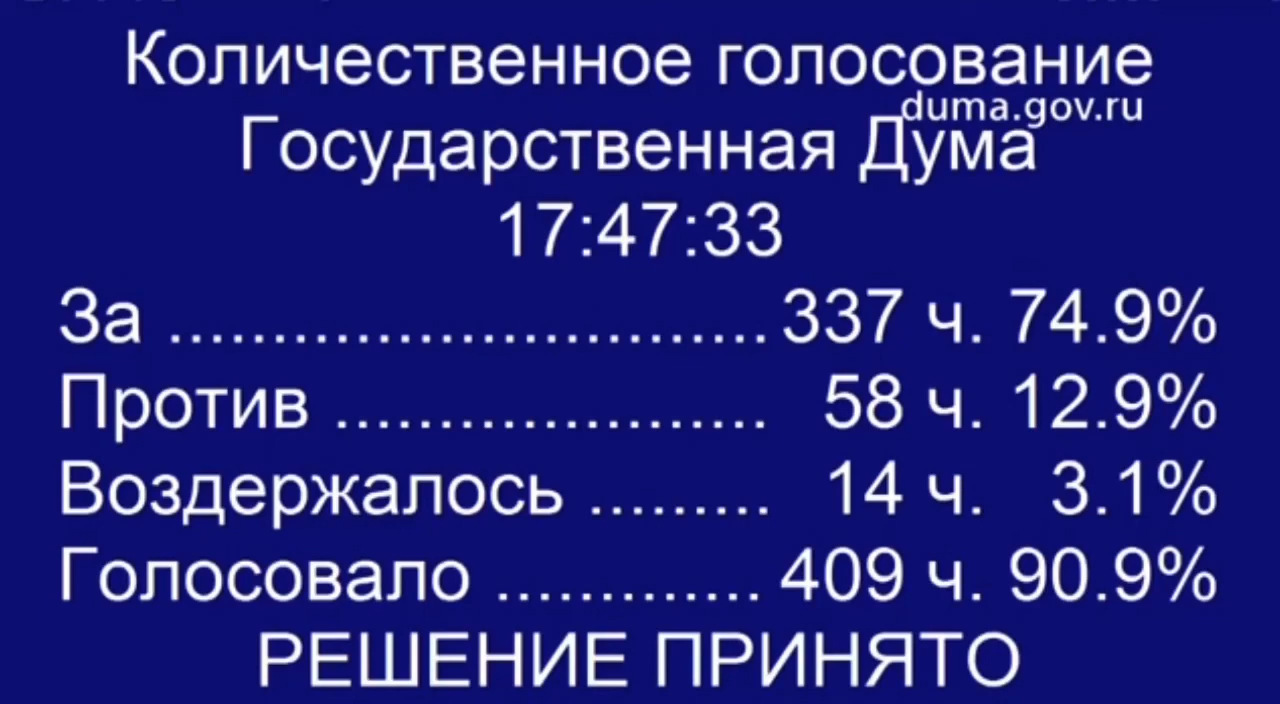 Количественное голосование
duma.gov.ru
Государственная Дума
17:47:33
За ............................. 337 ч. 74.9%
Против ..................... 58 ч. 12.9%
Воздержалось ......... 14 ч. 3.1%
Голосовало ............. 409 ч. 90.9%
РЕШЕНИЕ ПРИНЯТО